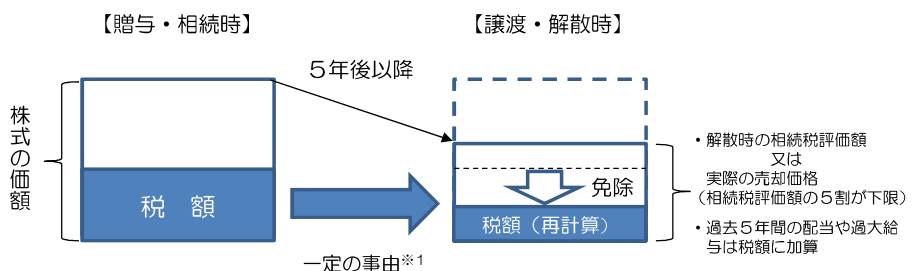 【贈与・相続時】
【譲渡・解散時】
５年後以降
株式の価額
税　額
免除
税額（再計算）
一定の事由※1
・解散時の相続税評価額
又は
実際の売却価格
（相続税評価額の５割が下限）
・過去５年間の配当や過大給
与は税額に加算